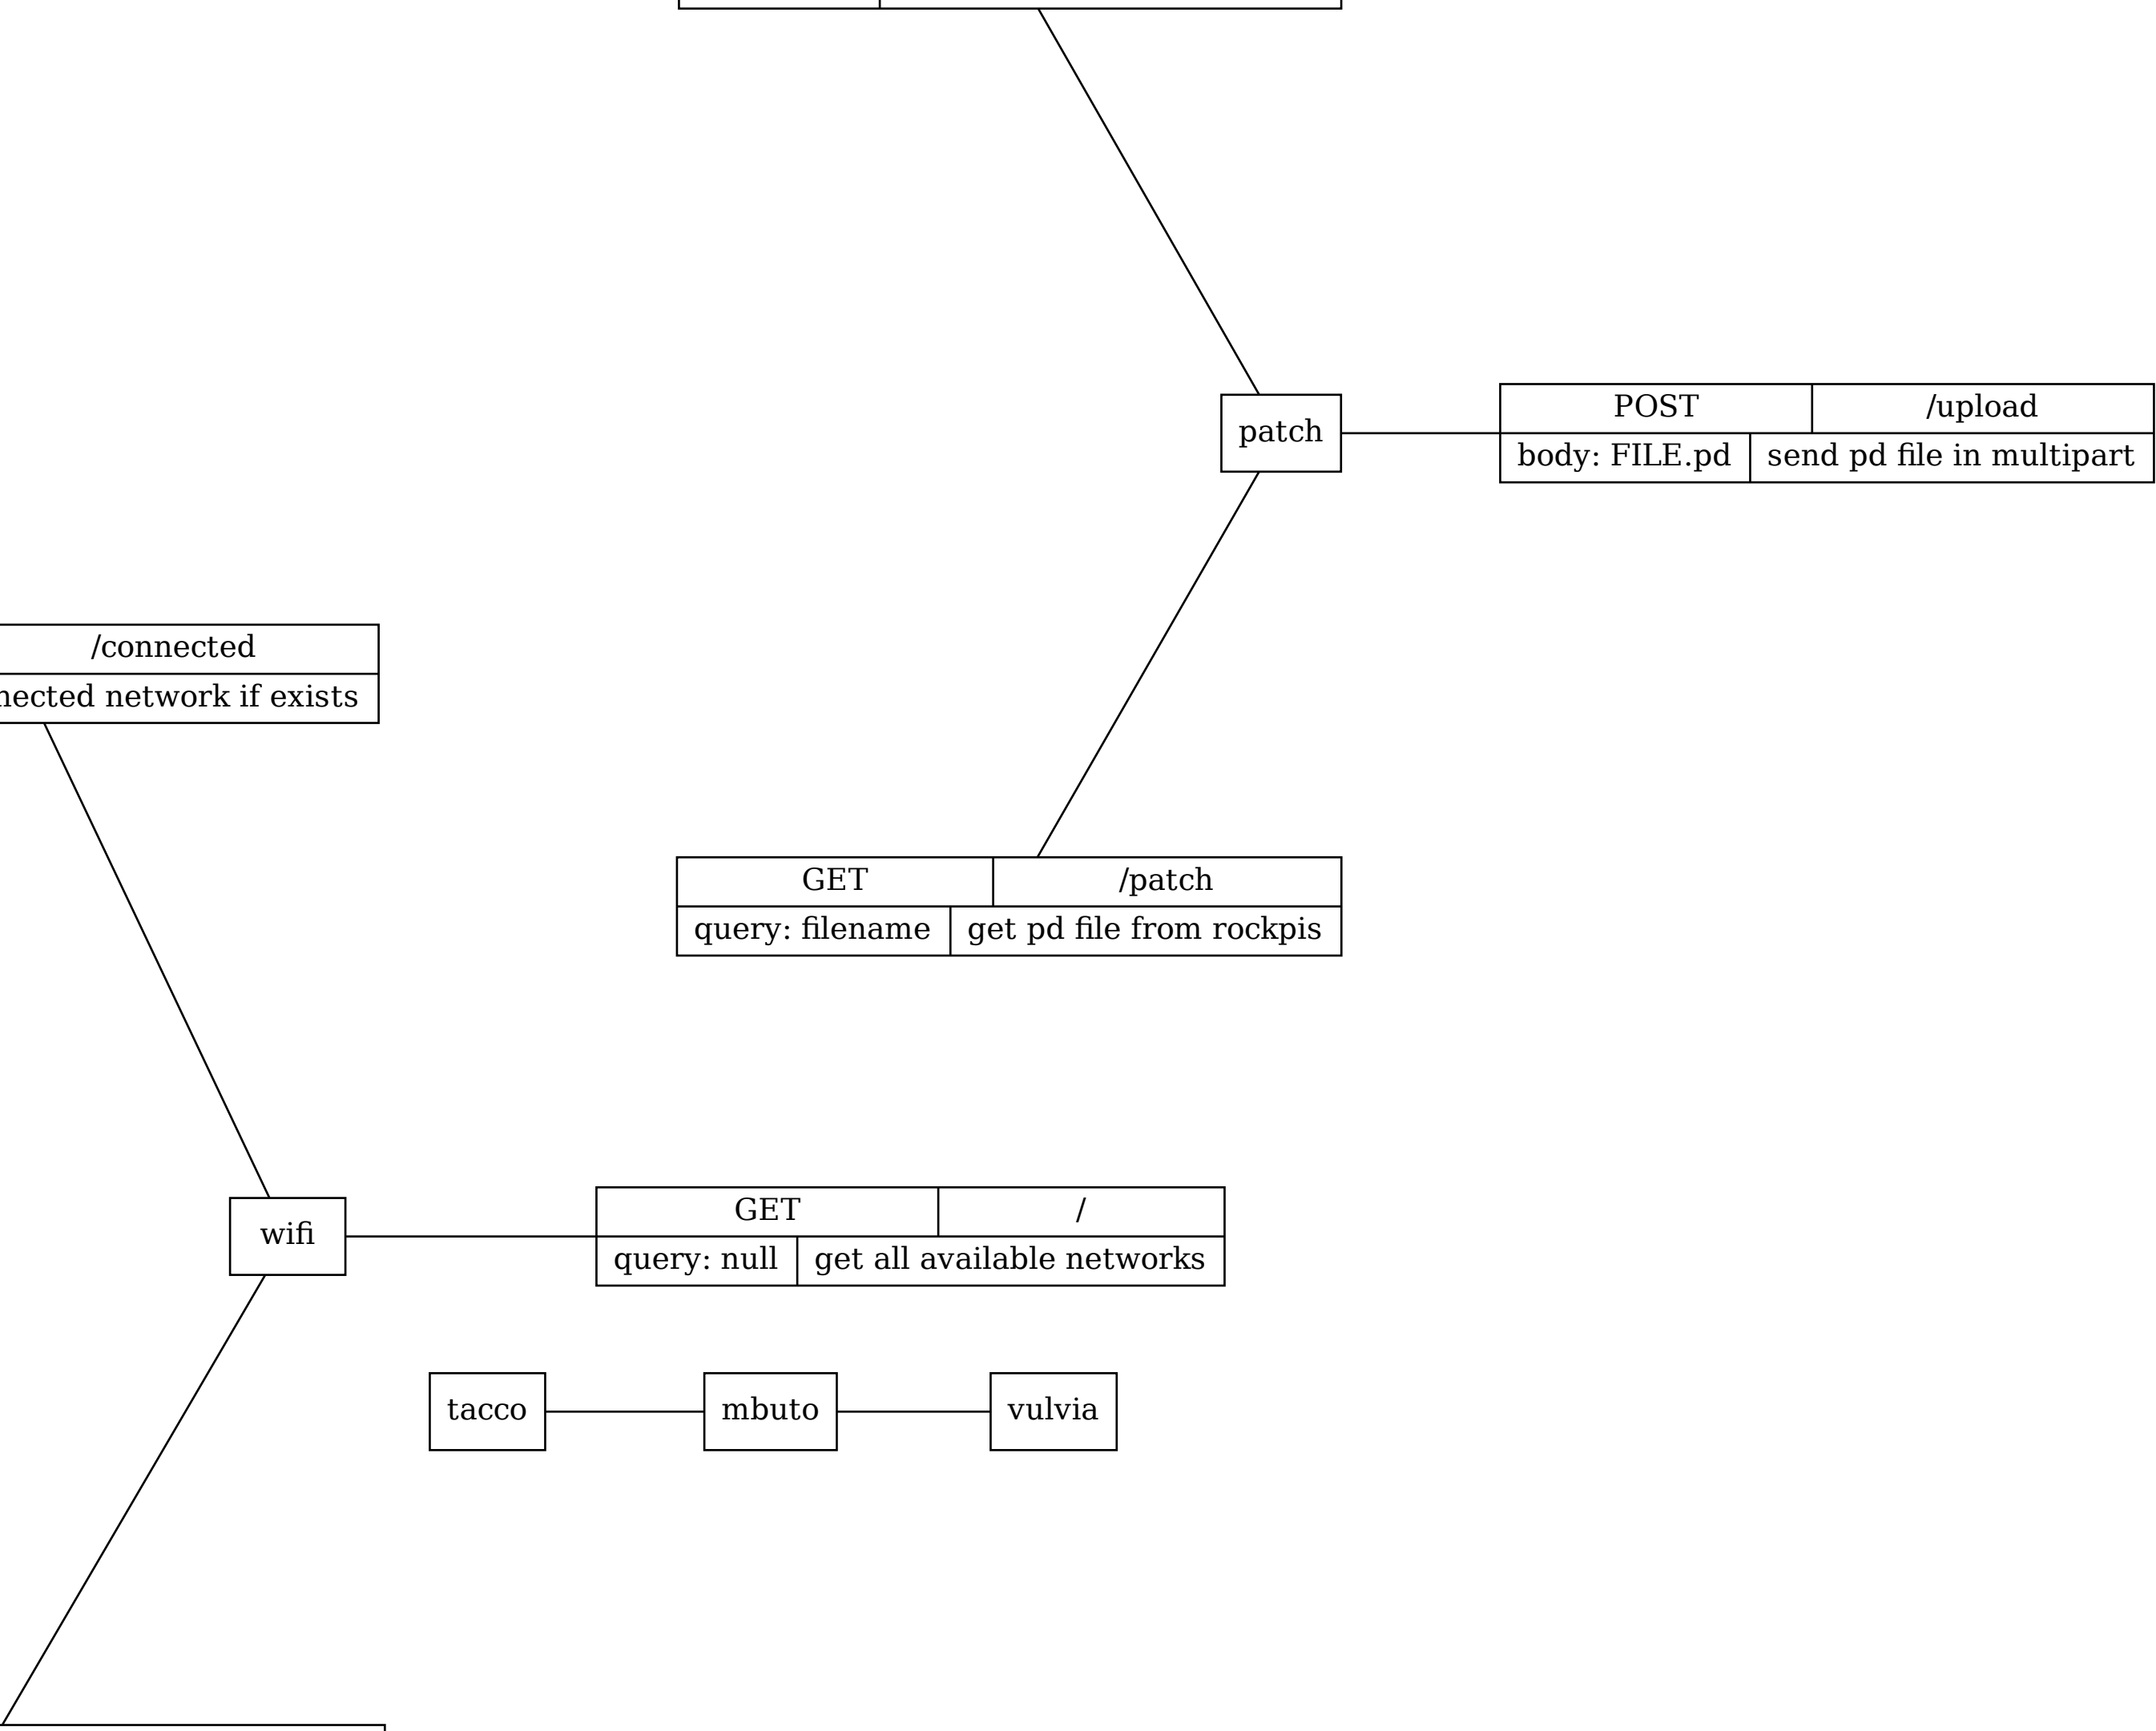 patch
POST /upload
body: FILE.pd send pd file in multipart
/connected
network if exists
GET /patch
query: filename get pd file from rockpis
wifi
GET /
query: null get all available networks
tacco mbuto vulvia